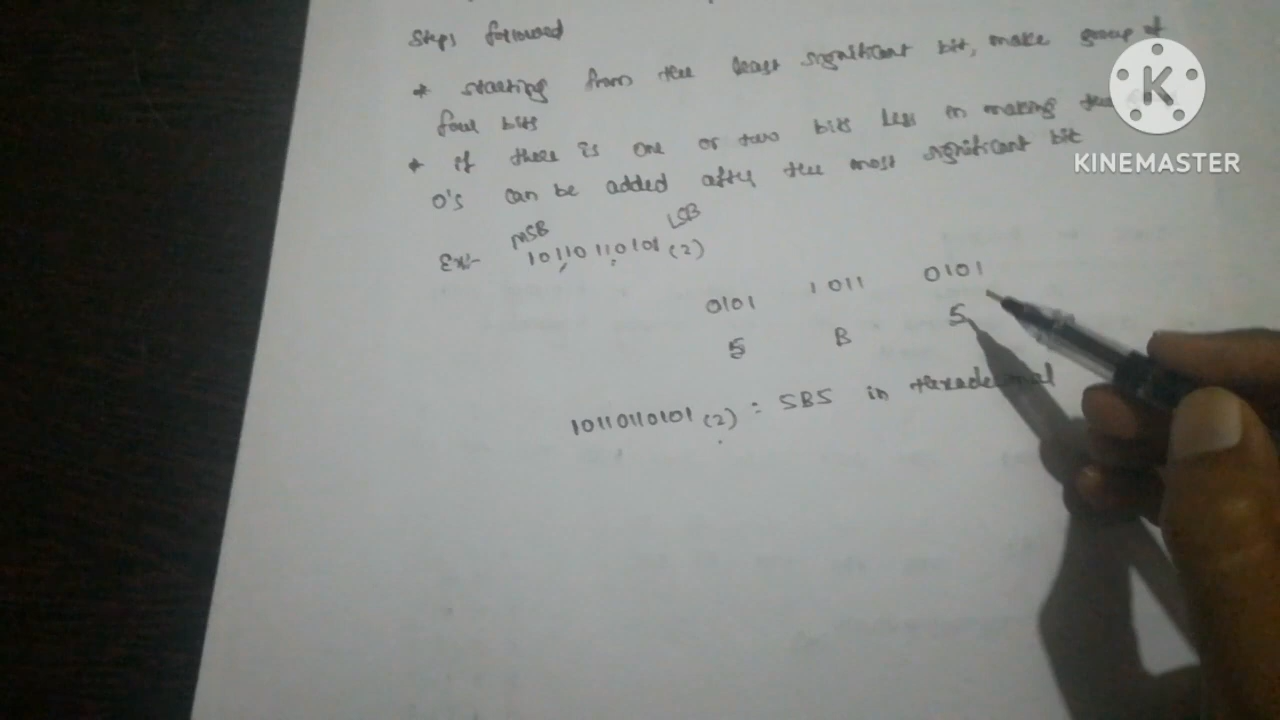 Steps followed
* starting from the least significant bit, make group of
four bits
* if there is one or two bits less in making the
0's can be added after the most significant bit
MSB LSB
Ex:- 10110110101 (2)
0101 1011 0101
5 B 5
10110110101 (2) = 5B5 in Hexadecimal
K
KINEMASTER